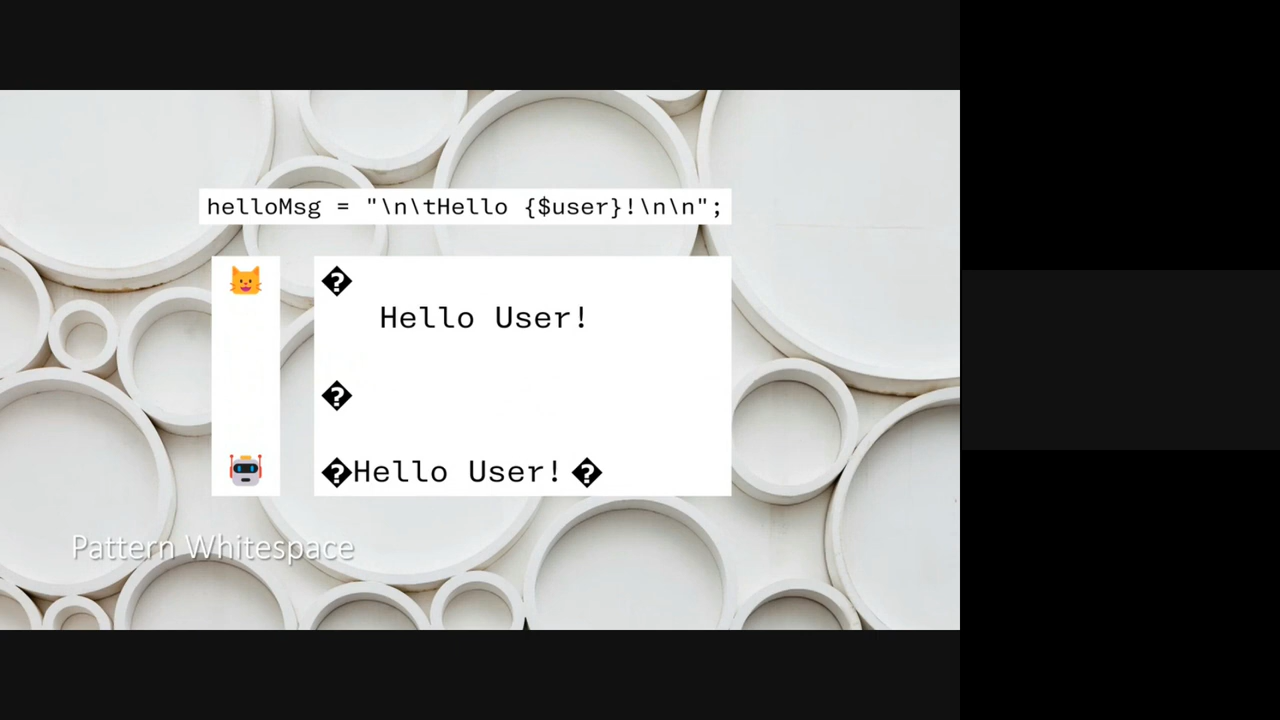 helloMsg = "\n\tHello {$user}!\n\n";
😺 �
Hello User!
�
🤖 �Hello User!�
Pattern Whitespace